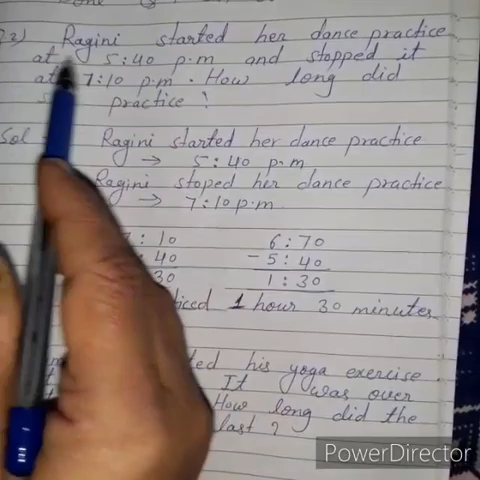 3) Ragini started her dance practice
at 5:40 p.m and stopped it
at 7:10 p.m. How long did
practice ?
Sol Ragini started her dance practice
→ 5:40 p.m
Ragini stoped her dance practice
→ 7:10 p.m
: 10 6:70
40 - 5:40
30 1:30
1 hour 30 minutes
his yoga exercise.
It was over
How long did the
last ?
PowerDirector